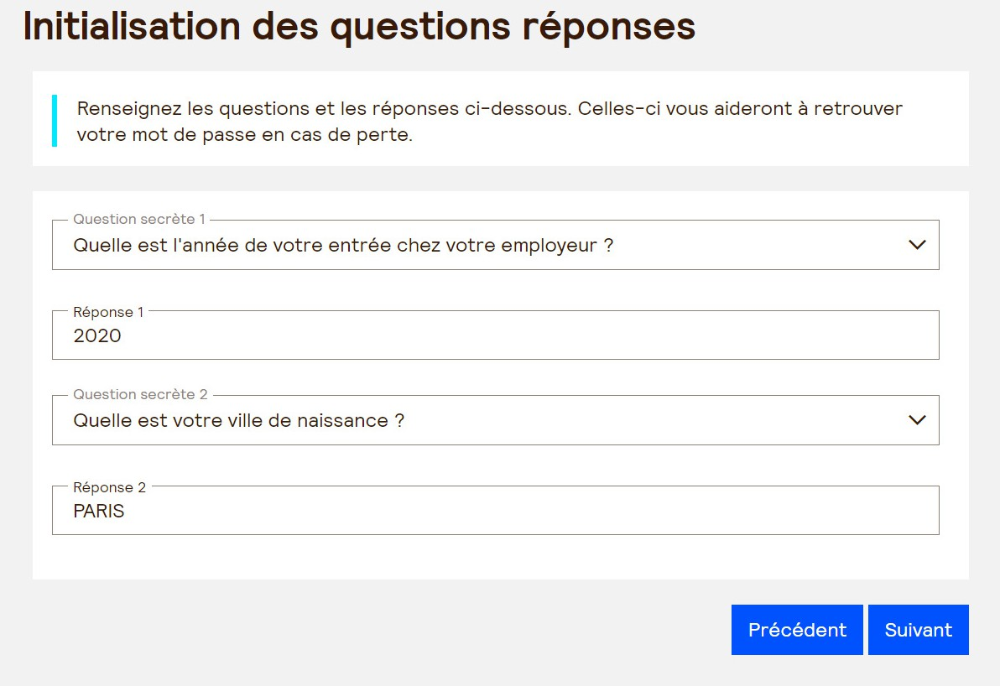 Initialisation des questions réponses
Renseignez les questions et les réponses ci-dessous. Celles-ci vous aideront à retrouver
votre mot de passe en cas de perte.
Question secrète 1
Quelle est l'année de votre entrée chez votre employeur ?
Réponse 1
2020
Question secrète 2
Quelle est votre ville de naissance ?
Réponse 2
PARIS
Précédent
Suivant